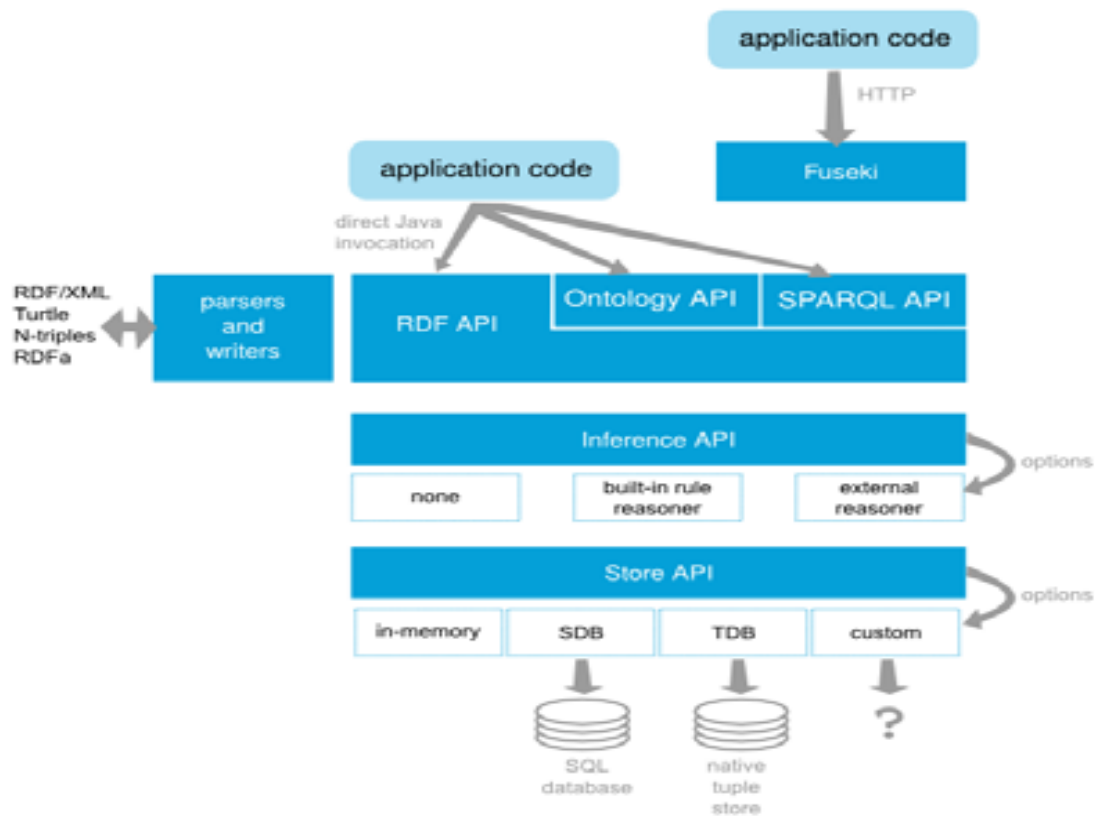 application code
HTTP
Fuseki
application code
direct Java
invocation
RDF/XML
Turtle
N-triples
RDFa
parsers
and
writers
RDF API
Ontology API
SPARQL API
Inference API
options
none
built-in rule
reasoner
external
reasoner
Store API
options
in-memory
SDB
TDB
custom
?
SQL
database
native
tuple
store